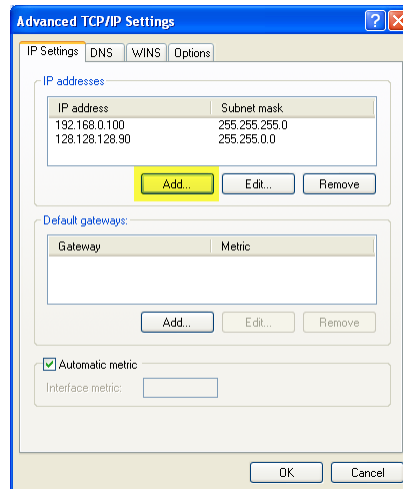 Advanced TCP/IP Settings
IP Settings DNS WINS Options
IP addresses
IP address Subnet mask
192.168.0.100 255.255.255.0
128.128.128.90 255.255.0.0
Add... Edit... Remove
Default gateways:
Gateway Metric
Add... Edit... Remove
Automatic metric
Interface metric:
OK Cancel